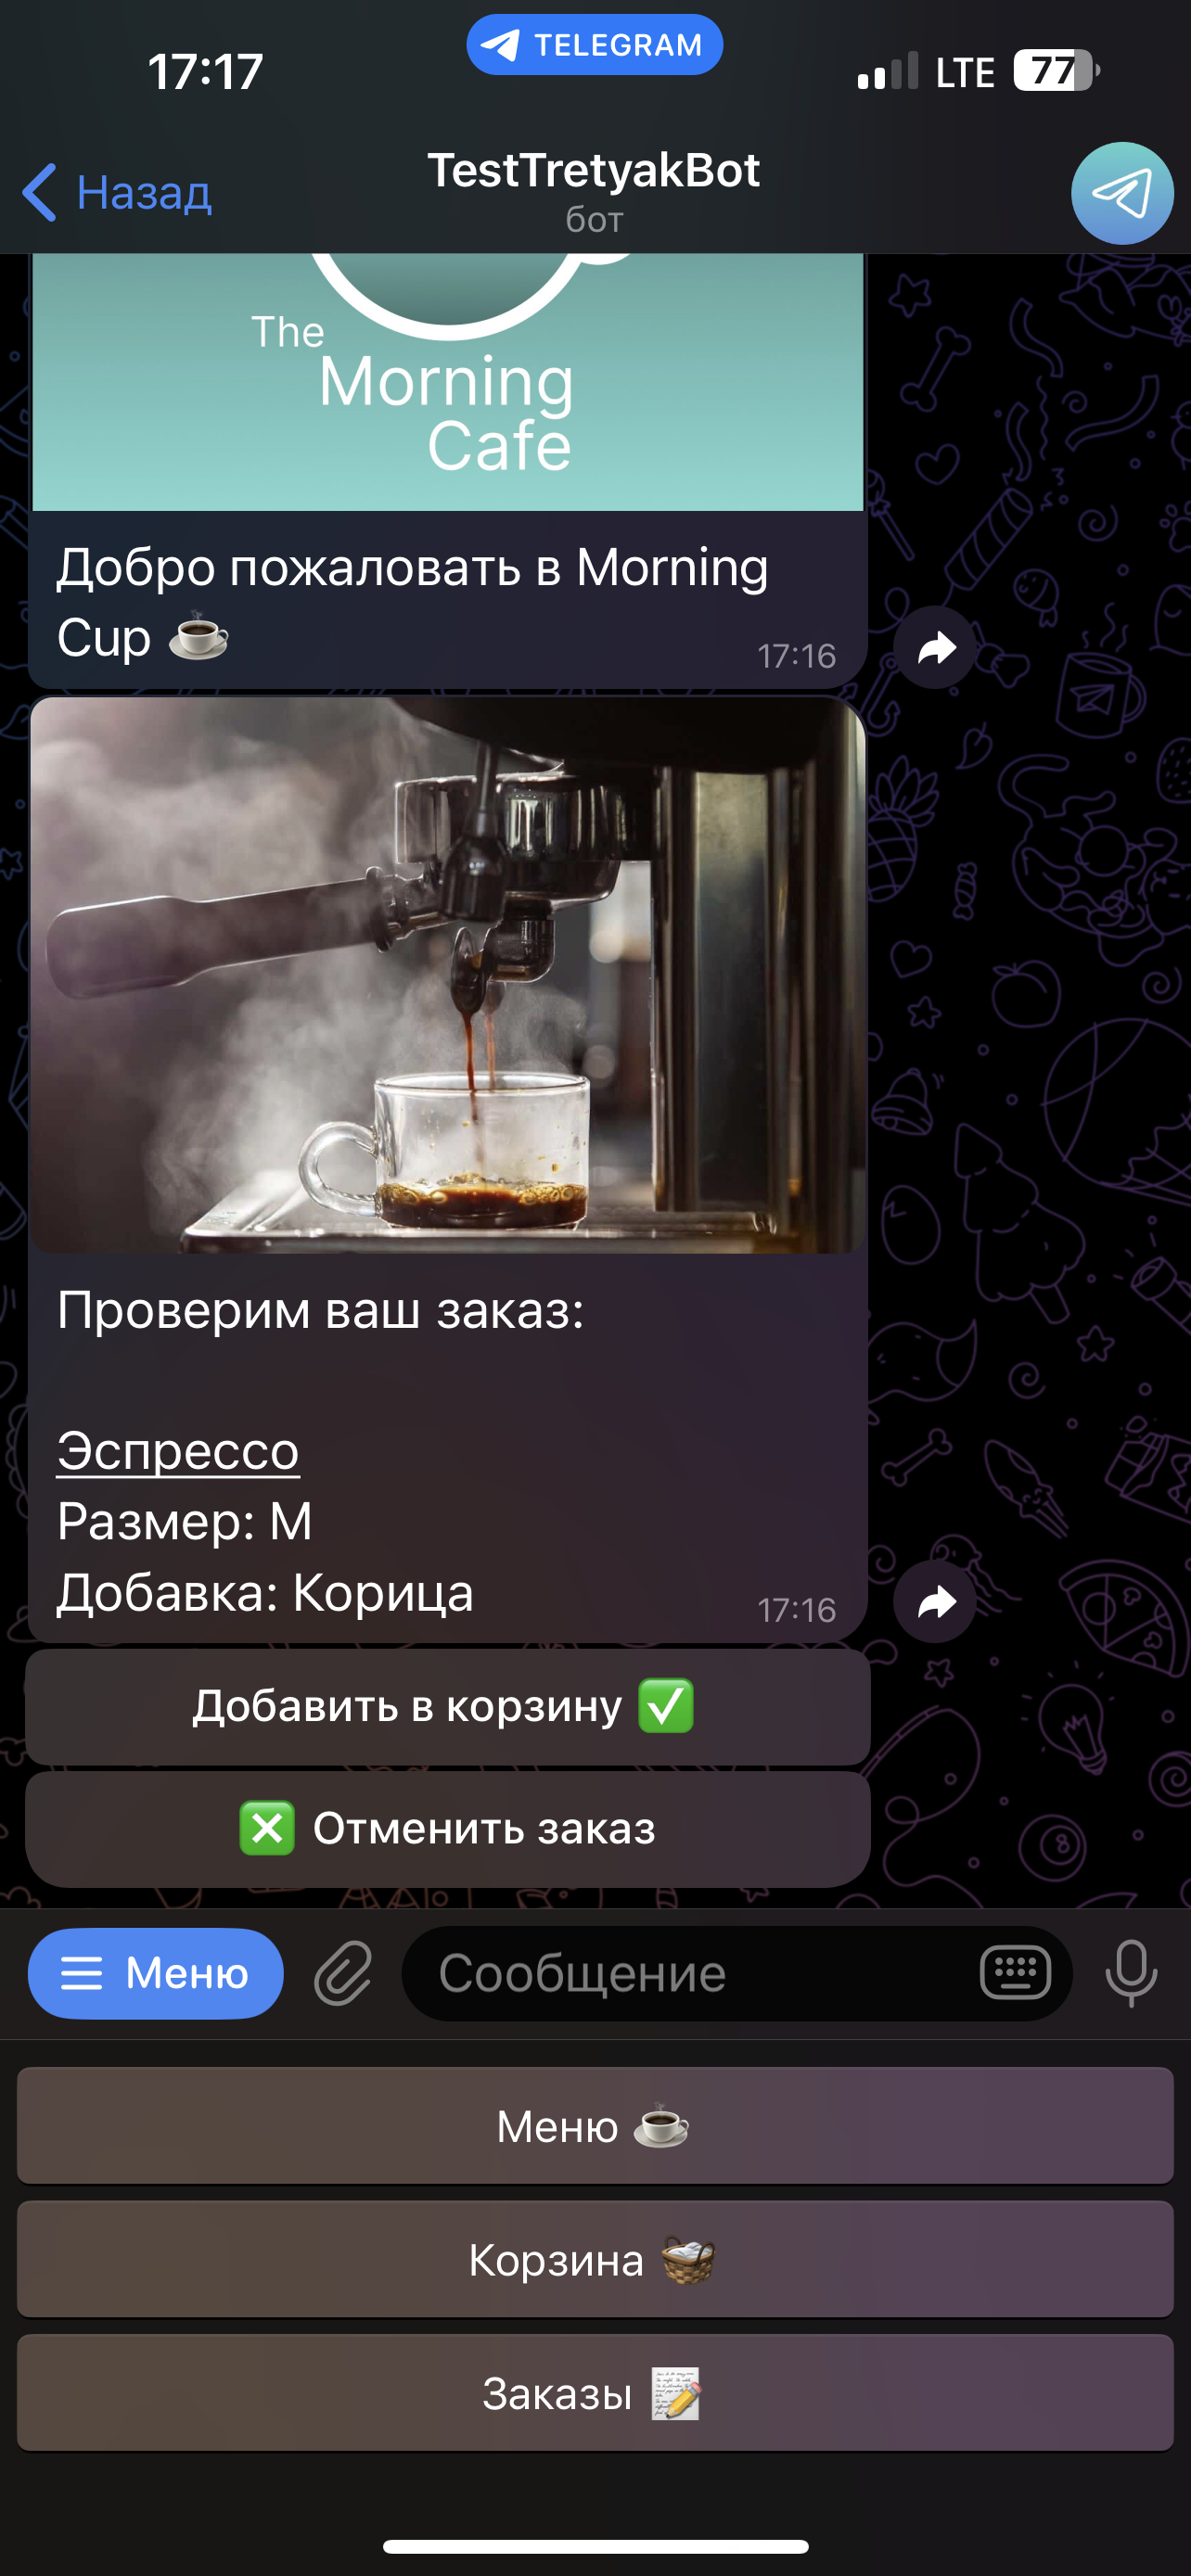 TELEGRAM
17:17
LTE
77
Назад
TestTretyakBot
бот
The
Morning
Cafe
Добро пожаловать в Morning
Cup ☕
17:16
Проверим ваш заказ:
Эспрессо
Размер: М
Добавка: Корица
17:16
Добавить в корзину ✅
❎ Отменить заказ
Меню
Сообщение
Меню ☕
Корзина 🧺
Заказы 📝